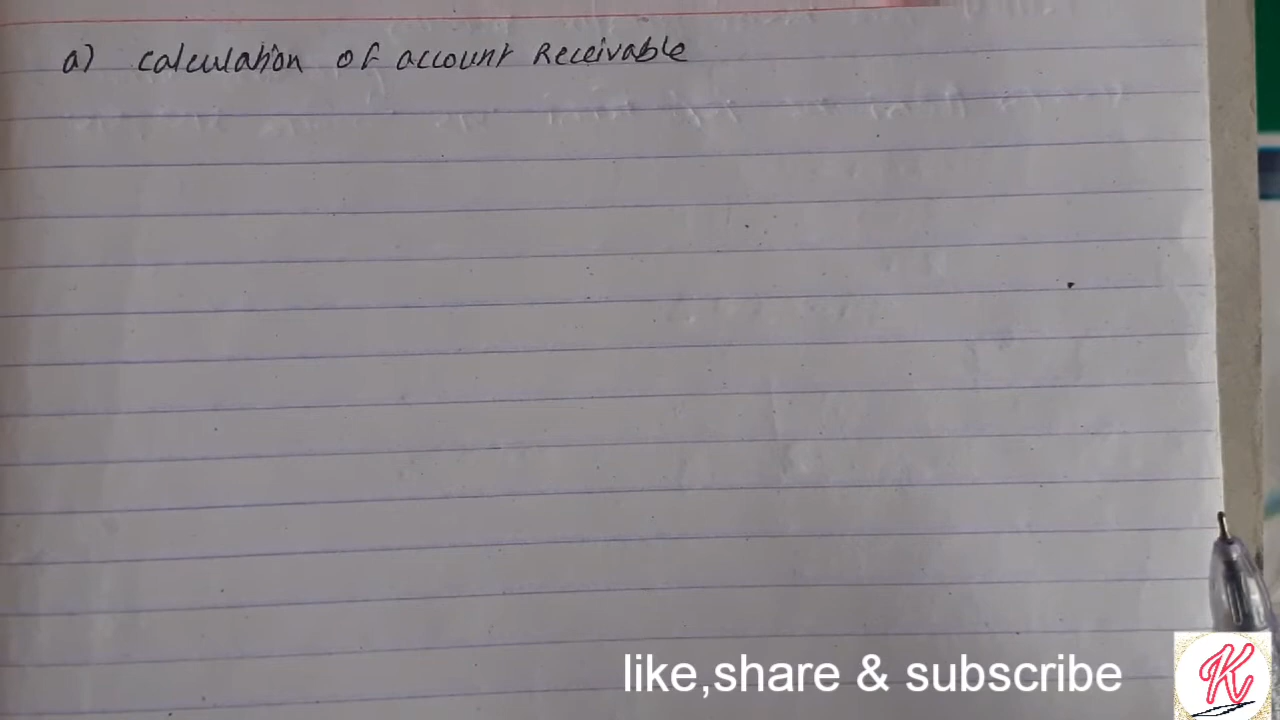 a) calculation of account Receivable
like,share & subscribe
K